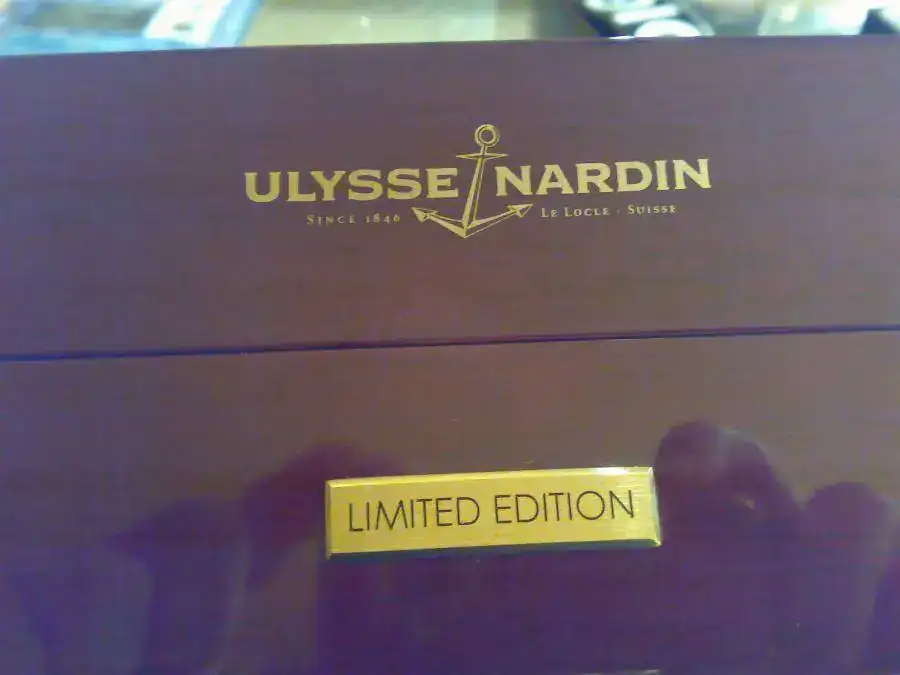 ULYSSE NARDIN
SINCE 1846 LE LOCLE · SUISSE
LIMITED EDITION